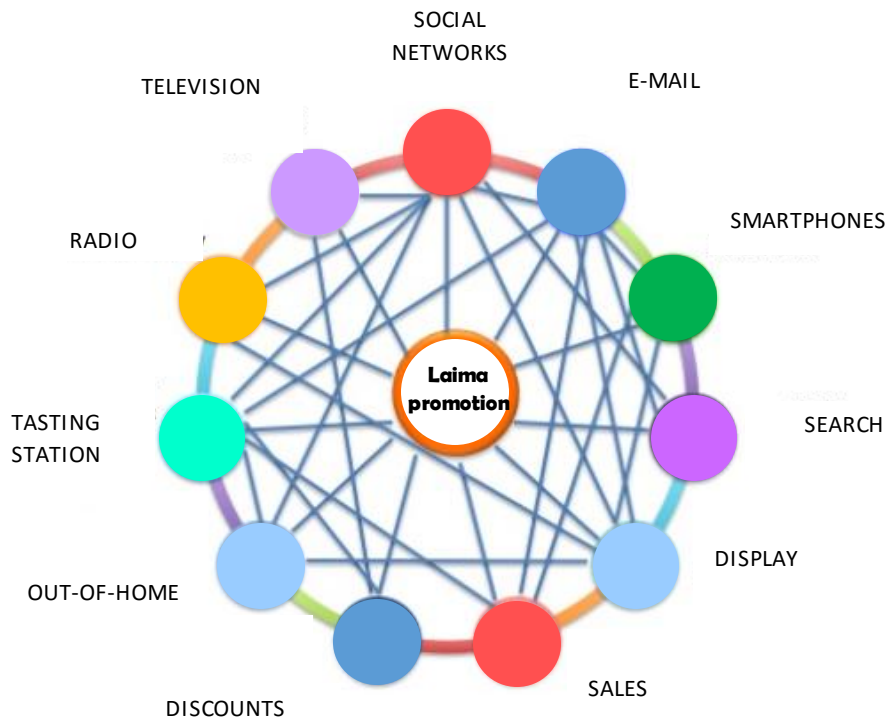 SOCIAL
NETWORKS
E-MAIL
TELEVISION
SMARTPHONES
RADIO
Laima
promotion
TASTING
STATION
SEARCH
DISPLAY
OUT-OF-HOME
SALES
DISCOUNTS